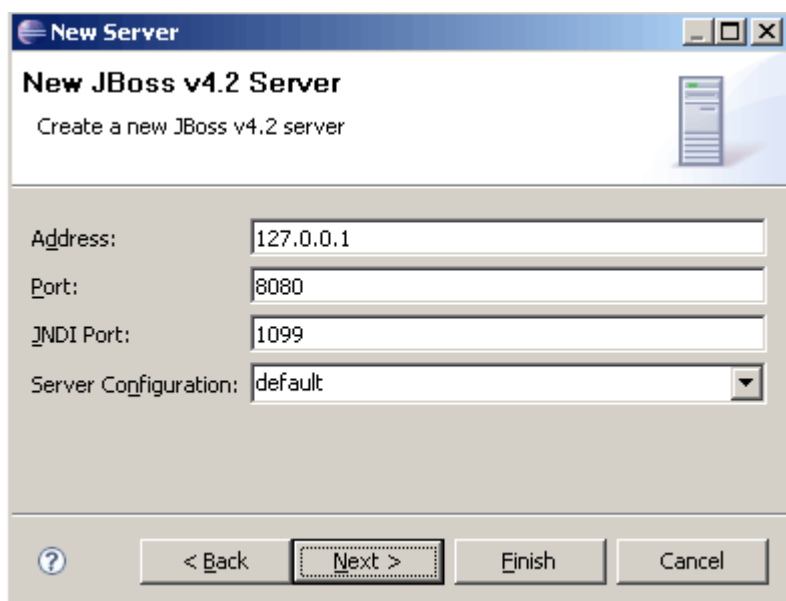 New Server
New JBoss v4.2 Server
Create a new JBoss v4.2 server
Address: 127.0.0.1
Port: 8080
JNDI Port: 1099
Server Configuration: default
? < Back Next > Finish Cancel